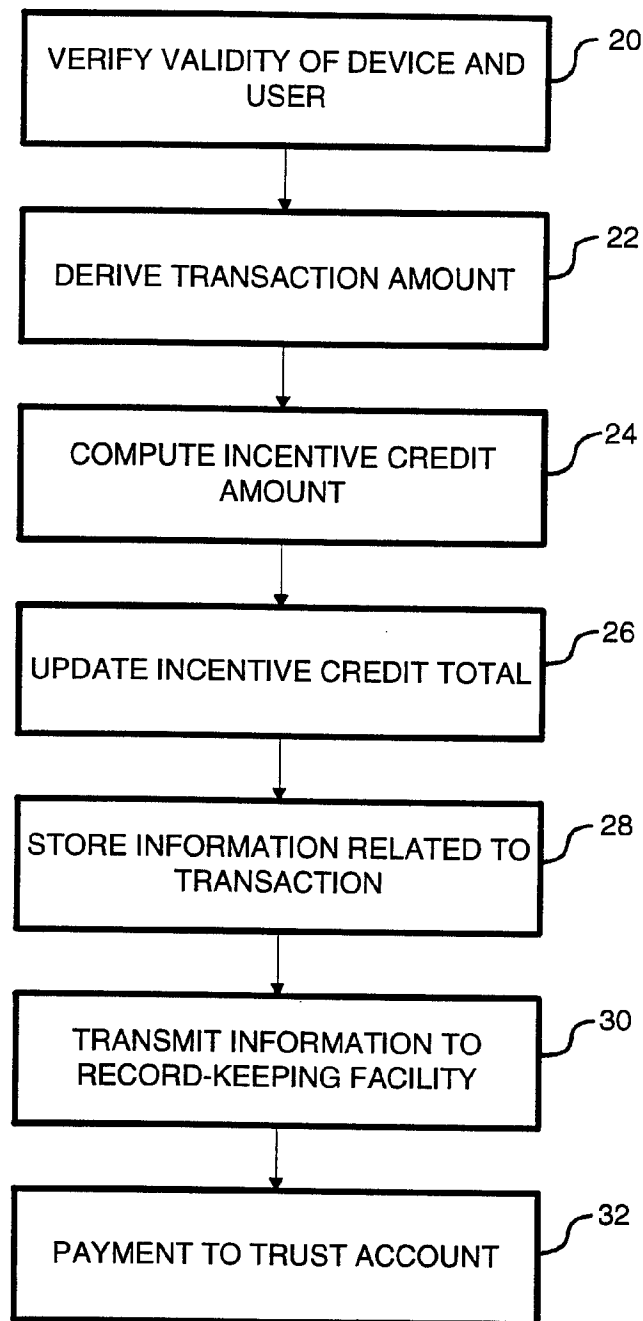 VERIFY VALIDITY OF DEVICE AND
USER
20
DERIVE TRANSACTION AMOUNT
22
COMPUTE INCENTIVE CREDIT
AMOUNT
24
UPDATE INCENTIVE CREDIT TOTAL
26
STORE INFORMATION RELATED TO
TRANSACTION
28
TRANSMIT INFORMATION TO
RECORD-KEEPING FACILITY
30
PAYMENT TO TRUST ACCOUNT
32